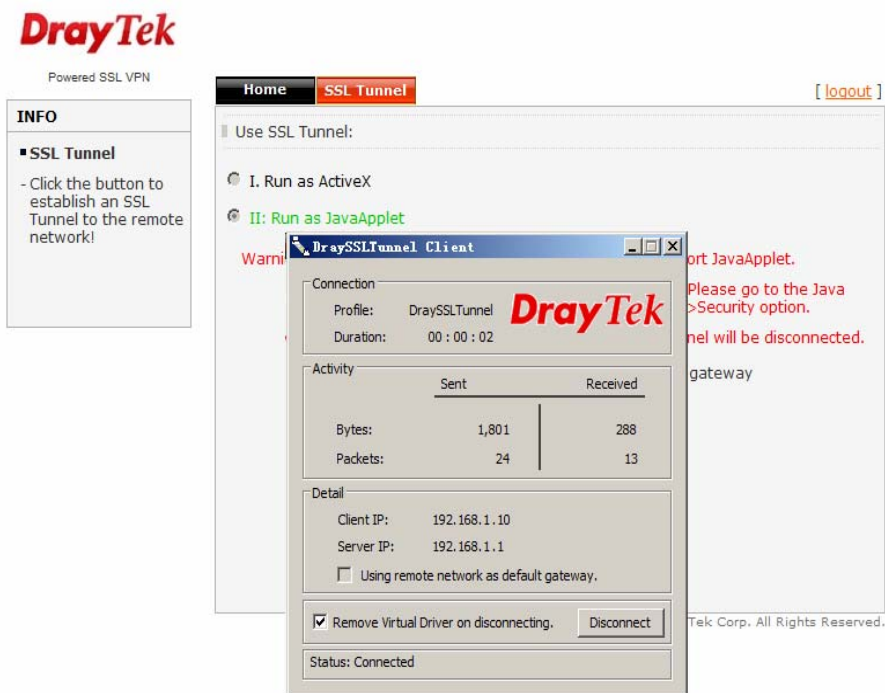 DrayTek
Powered SSL VPN
Home
SSL Tunnel
[ logout ]
INFO
SSL Tunnel
- Click the button to
establish an SSL
Tunnel to the remote
network!
Use SSL Tunnel:
I. Run as ActiveX
II: Run as JavaApplet
JavaApplet.
Please go to the Java
>Security option.
will be disconnected.
gateway
DraySSLTunnel Client
Connection
Profile: DraySSLTunnel
Duration: 00 : 00 : 02
DrayTek
Activity
Sent Received
Bytes: 1,801 288
Packets: 24 13
Detail
Client IP: 192.168.1.10
Server IP: 192.168.1.1
Using remote network as default gateway.
Remove Virtual Driver on disconnecting.
Disconnect
Status: Connected
Tek Corp. All Rights Reserved.